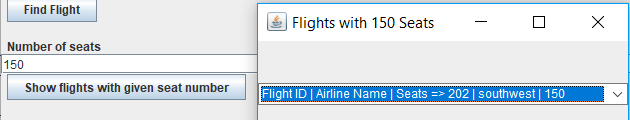 Find Flight
Number of seats
150
Show flights with given seat number
Flights with 150 Seats
Flight ID | Airline Name | Seats => 202 | southwest | 150